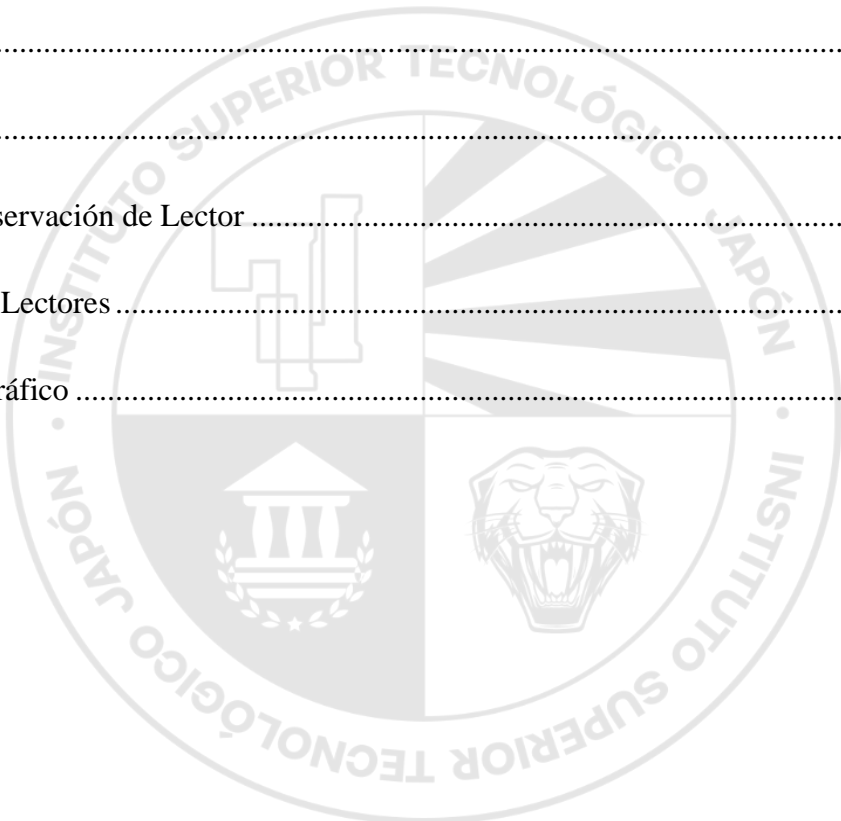 ....................................................................................................
....................................................................................................
servación de Lector ......................................................................
Lectores .........................................................................................
ráfico ..............................................................................................
INSTITUTO SUPERIOR TECNOLÓGICO JAPÓN • INSTITUTO SUPERIOR TECNOLÓGICO JAPÓN •